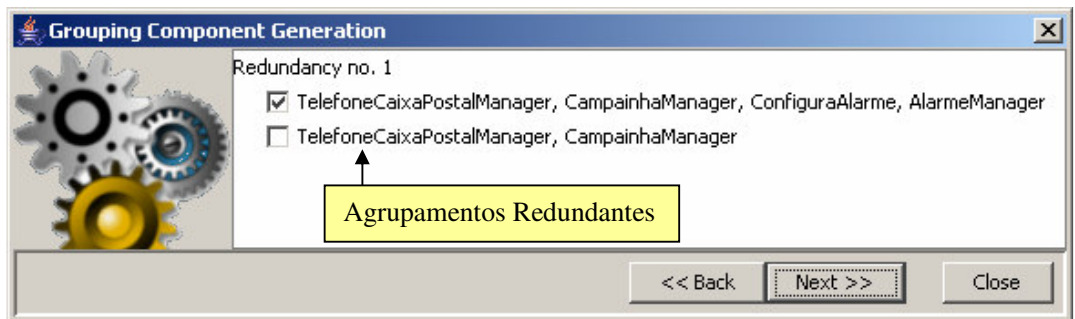 Grouping Component Generation
Redundancy no. 1
TelefoneCaixaPostalManager, CampainhaManager, ConfiguraAlarme, AlarmeManager
TelefoneCaixaPostalManager, CampainhaManager
Agrupamentos Redundantes
<< Back Next >> Close